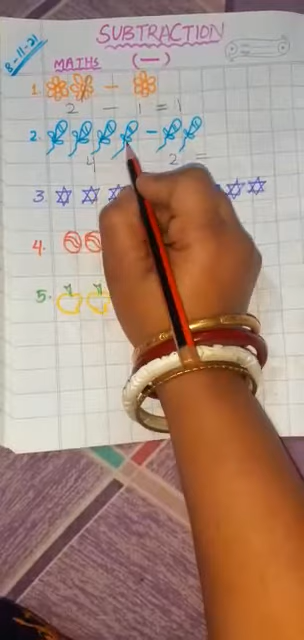 8-11-21
SUBTRACTION
MATHS (—)
1. —
2 — 1 = 1
2. —
4 2 =
3.
4.
5.